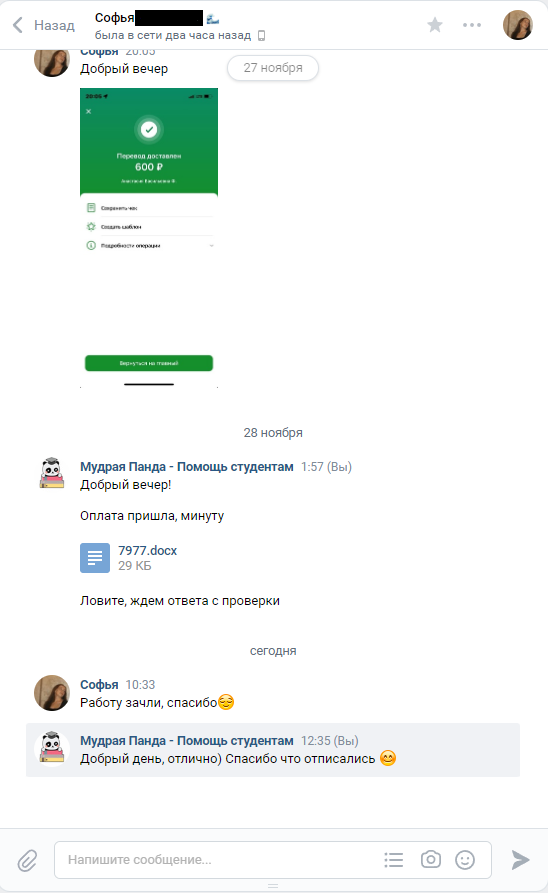 Назад
Софья
была в сети два часа назад
Софья 20:05
Добрый вечер
27 ноября
20:05
Перевод доставлен
600 ₽
Сохранить чек
Создать шаблон
Подробности операции
Вернуться на главный
28 ноября
Мудрая Панда - Помощь студентам 1:57 (Вы)
Добрый вечер!
Оплата пришла, минуту
7977.docx
29 КБ
Ловите, ждем ответа с проверки
сегодня
Софья 10:33
Работу зачли, спасибо😌
Мудрая Панда - Помощь студентам 12:35 (Вы)
Добрый день, отлично) Спасибо что отписались 😊
Напишите сообщение...